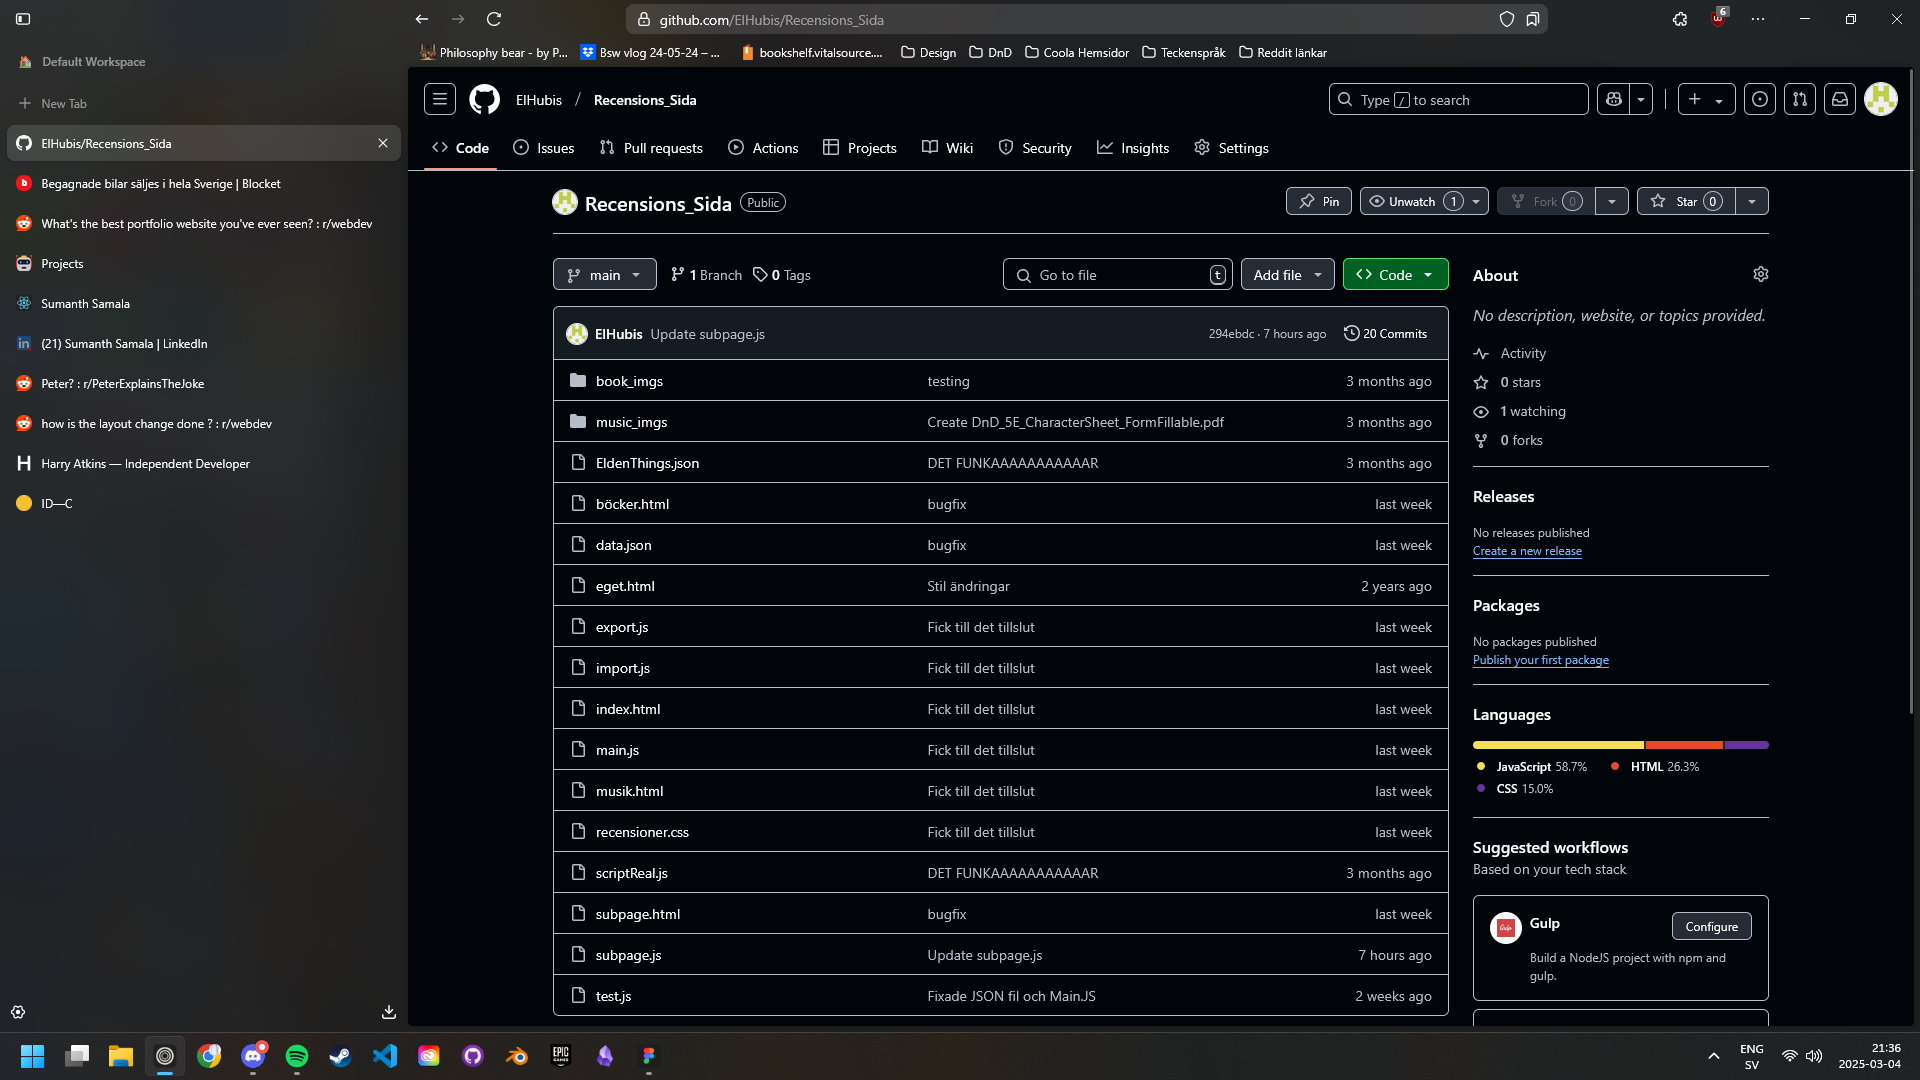 github.com/ElHubis/Recensions_Sida
6
Philosophy bear - by P...
Bsw vlog 24-05-24 – ...
bookshelf.vitalsource....
Design
DnD
Coola Hemsidor
Teckenspråk
Reddit länkar
Default Workspace
New Tab
ElHubis/Recensions_Sida
Begagnade bilar säljes i hela Sverige | Blocket
What's the best portfolio website you've ever seen? : r/webdev
Projects
Sumanth Samala
(21) Sumanth Samala | LinkedIn
Peter? : r/PeterExplainsTheJoke
how is the layout change done ? : r/webdev
Harry Atkins — Independent Developer
ID—C
ElHubis / Recensions_Sida
Type / to search
Code
Issues
Pull requests
Actions
Projects
Wiki
Security
Insights
Settings
Recensions_Sida Public
Pin
Unwatch 1
Fork 0
Star 0
main
1 Branch
0 Tags
Go to file t
Add file
Code
ElHubis Update subpage.js 294ebdc · 7 hours ago 20 Commits
book_imgs testing 3 months ago
music_imgs Create DnD_5E_CharacterSheet_FormFillable.pdf 3 months ago
EldenThings.json DET FUNKAAAAAAAAAAAR 3 months ago
böcker.html bugfix last week
data.json bugfix last week
eget.html Stil ändringar 2 years ago
export.js Fick till det tillslut last week
import.js Fick till det tillslut last week
index.html Fick till det tillslut last week
main.js Fick till det tillslut last week
musik.html Fick till det tillslut last week
recensioner.css Fick till det tillslut last week
scriptReal.js DET FUNKAAAAAAAAAAAR 3 months ago
subpage.html bugfix last week
subpage.js Update subpage.js 7 hours ago
test.js Fixade JSON fil och Main.JS 2 weeks ago
About
No description, website, or topics provided.
Activity
0 stars
1 watching
0 forks
Releases
No releases published
Create a new release
Packages
No packages published
Publish your first package
Languages
JavaScript 58.7% HTML 26.3%
CSS 15.0%
Suggested workflows
Based on your tech stack
Gulp
Configure
Build a NodeJS project with npm and
gulp.
EPIC
GAMES
ENG
SV
21:36
2025-03-04